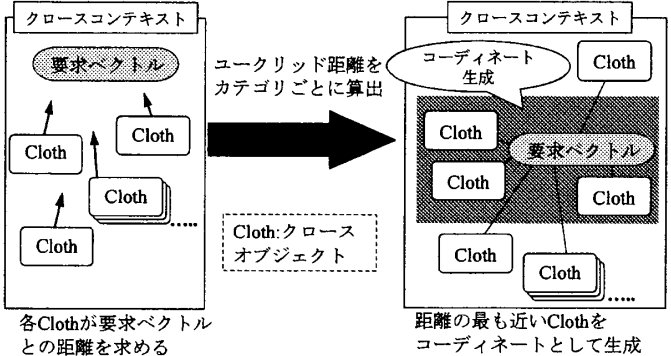 クロースコンテキスト
要求ベクトル
Cloth
Cloth
Cloth
Cloth
.....
各Clothが要求ベクトル
との距離を求める
ユークリッド距離を
カテゴリごとに算出
Cloth:クロース
オブジェクト
クロースコンテキスト
コーディネート
生成
Cloth
Cloth
要求ベクトル
Cloth
Cloth
Cloth
Cloth
.....
距離の最も近いClothを
コーディネートとして生成